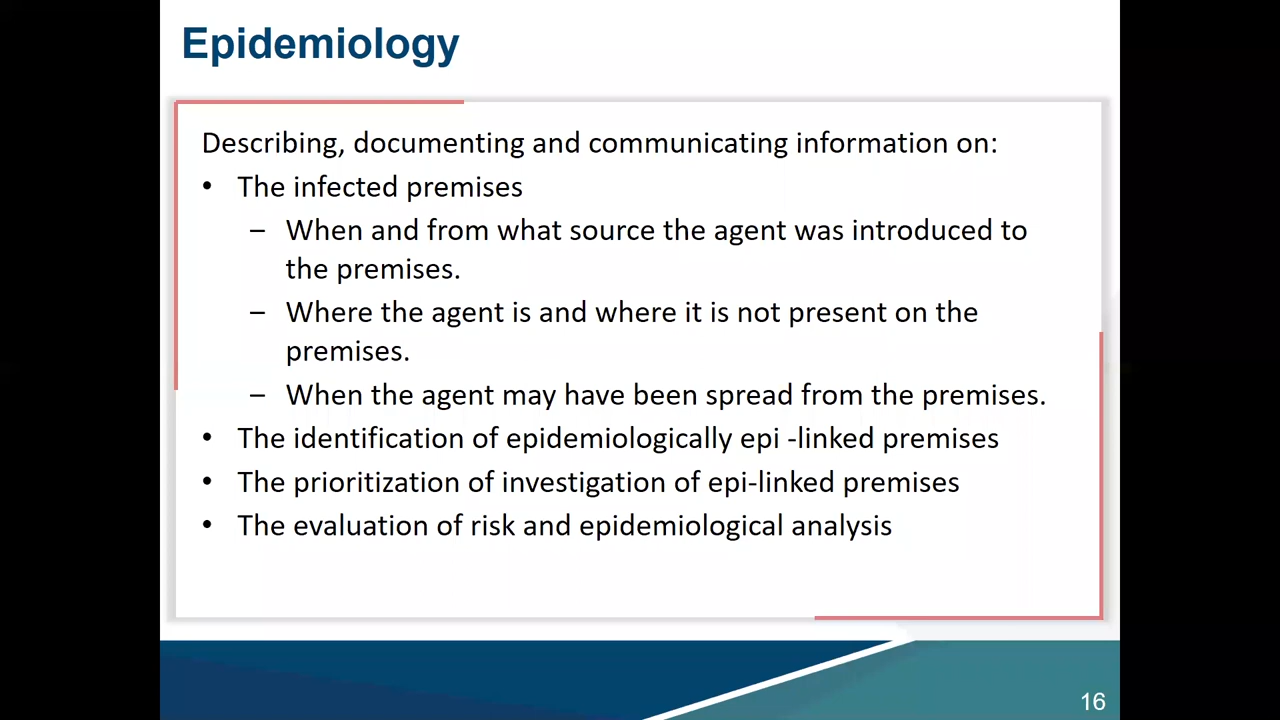 Epidemiology
Describing, documenting and communicating information on:
• The infected premises
– When and from what source the agent was introduced to
the premises.
– Where the agent is and where it is not present on the
premises.
– When the agent may have been spread from the premises.
• The identification of epidemiologically epi -linked premises
• The prioritization of investigation of epi-linked premises
• The evaluation of risk and epidemiological analysis
16